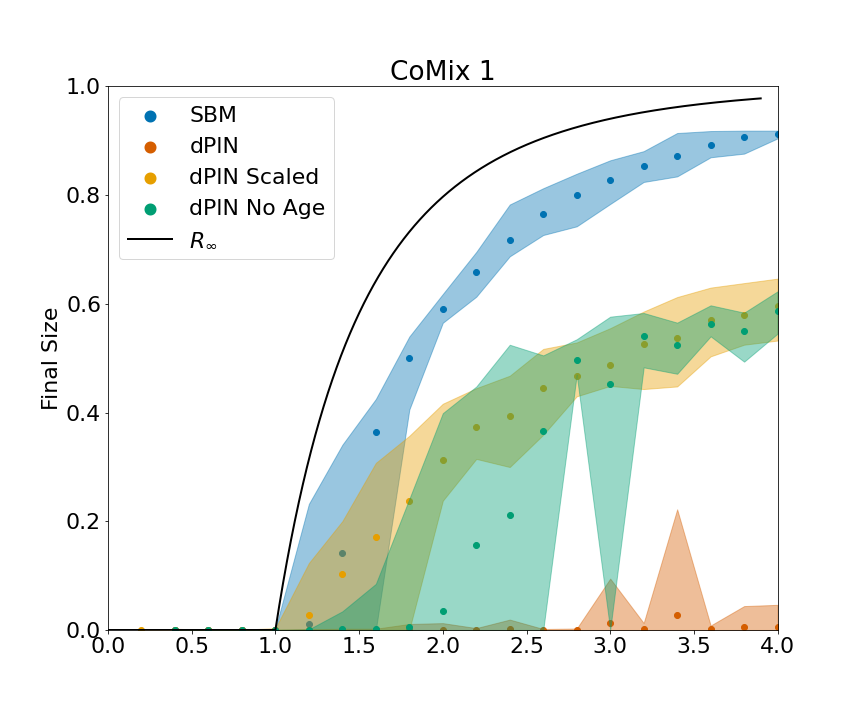 CoMix 1
1.0
0.8
0.6
0.4
0.2
0.0
Final Size
SBM
dPIN
dPIN Scaled
dPIN No Age
R∞
0.0 0.5 1.0 1.5 2.0 2.5 3.0 3.5 4.0